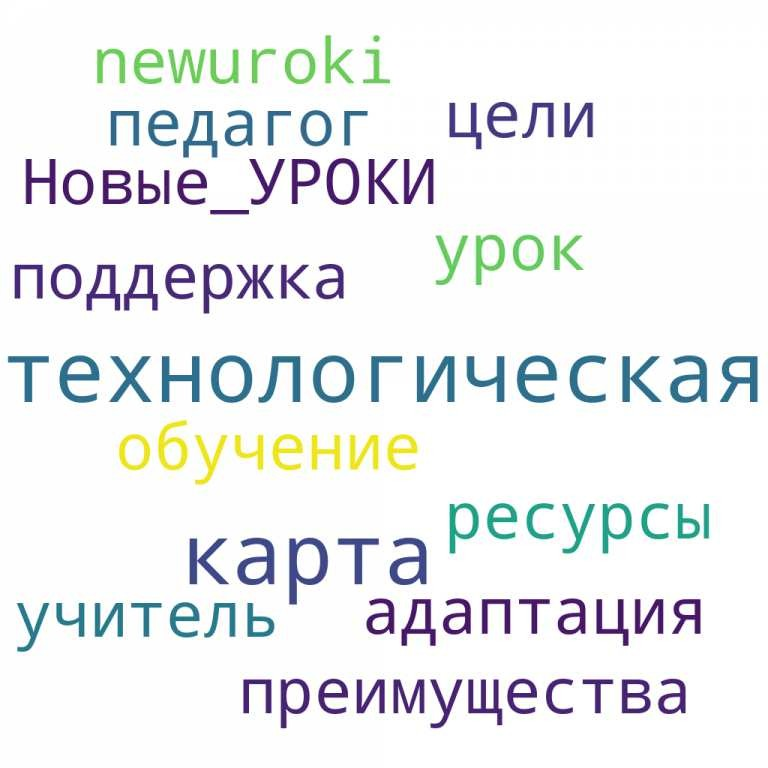 newuroki
педагог
цели
Новые_УРОКИ
урок
поддержка
технологическая
обучение
ресурсы
карта
учитель
адаптация
преимущества